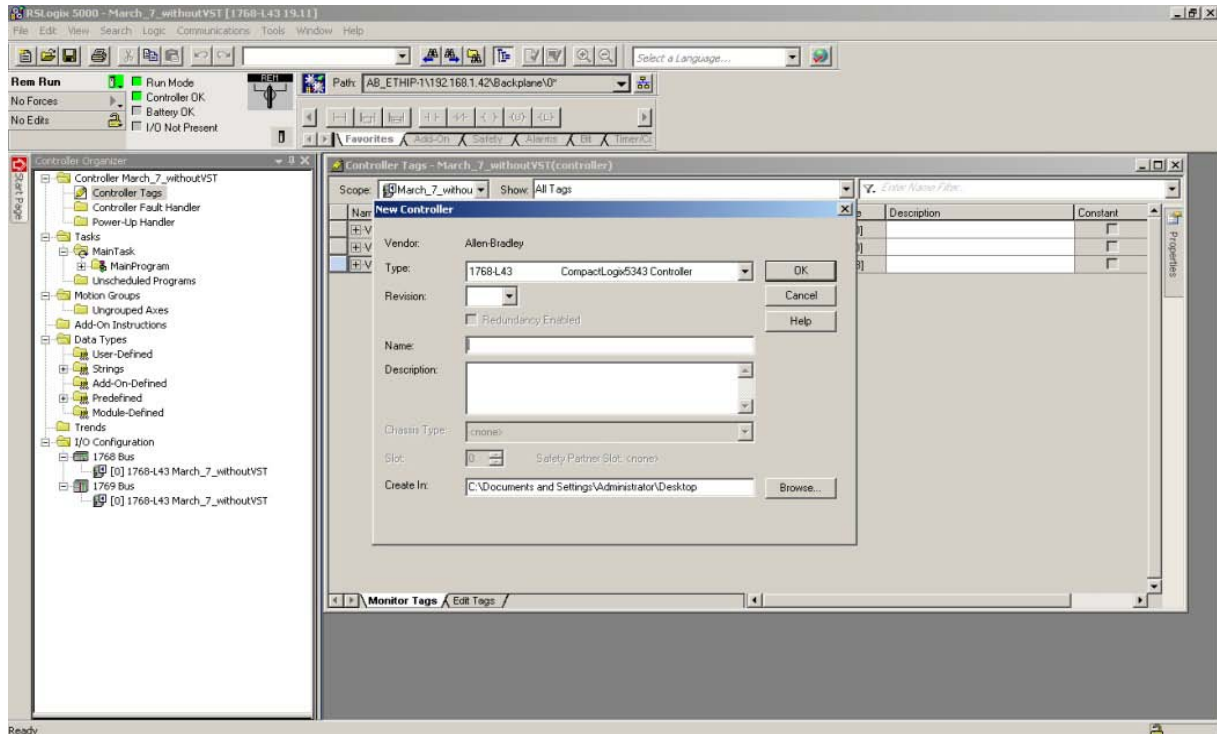 RSLogix 5000 - March_7_withoutVST [1768-L43 19.11]
File Edit View Search Logic Communications Tools Window Help
Select a Language...
Rem Run
No Forces
No Edits
Run Mode
Controller OK
Battery OK
I/O Not Present
REM
Path: AB_ETHIP-1\192.168.1.42\Backplane\0*
Favorites Add-On Safety Alarms Bit Timer/C
Start Page
Controller Organizer
Controller March_7_withoutVST
Controller Tags
Controller Fault Handler
Power-Up Handler
Tasks
MainTask
MainProgram
Unscheduled Programs
Motion Groups
Ungrouped Axes
Add-On Instructions
Data Types
User-Defined
Strings
Add-On-Defined
Predefined
Module-Defined
Trends
I/O Configuration
1768 Bus
[0] 1768-L43 March_7_withoutVST
1769 Bus
[0] 1768-L43 March_7_withoutVST
Controller Tags - March_7_withoutVST(controller)
Scope: March_7_withou Show: All Tags
Enter Name Filter...
Nam
Description
Constant
V
V
V
Properties
New Controller
Vendor: Allen-Bradley
Type: 1768-L43 CompactLogix5343 Controller
OK
Revision:
Cancel
Redundancy Enabled
Help
Name:
Description:
Chassis Type: <none>
Slot: 0 Safety Partner Slot: <none>
Create In: C:\Documents and Settings\Administrator\Desktop
Browse...
Monitor Tags Edit Tags
Ready